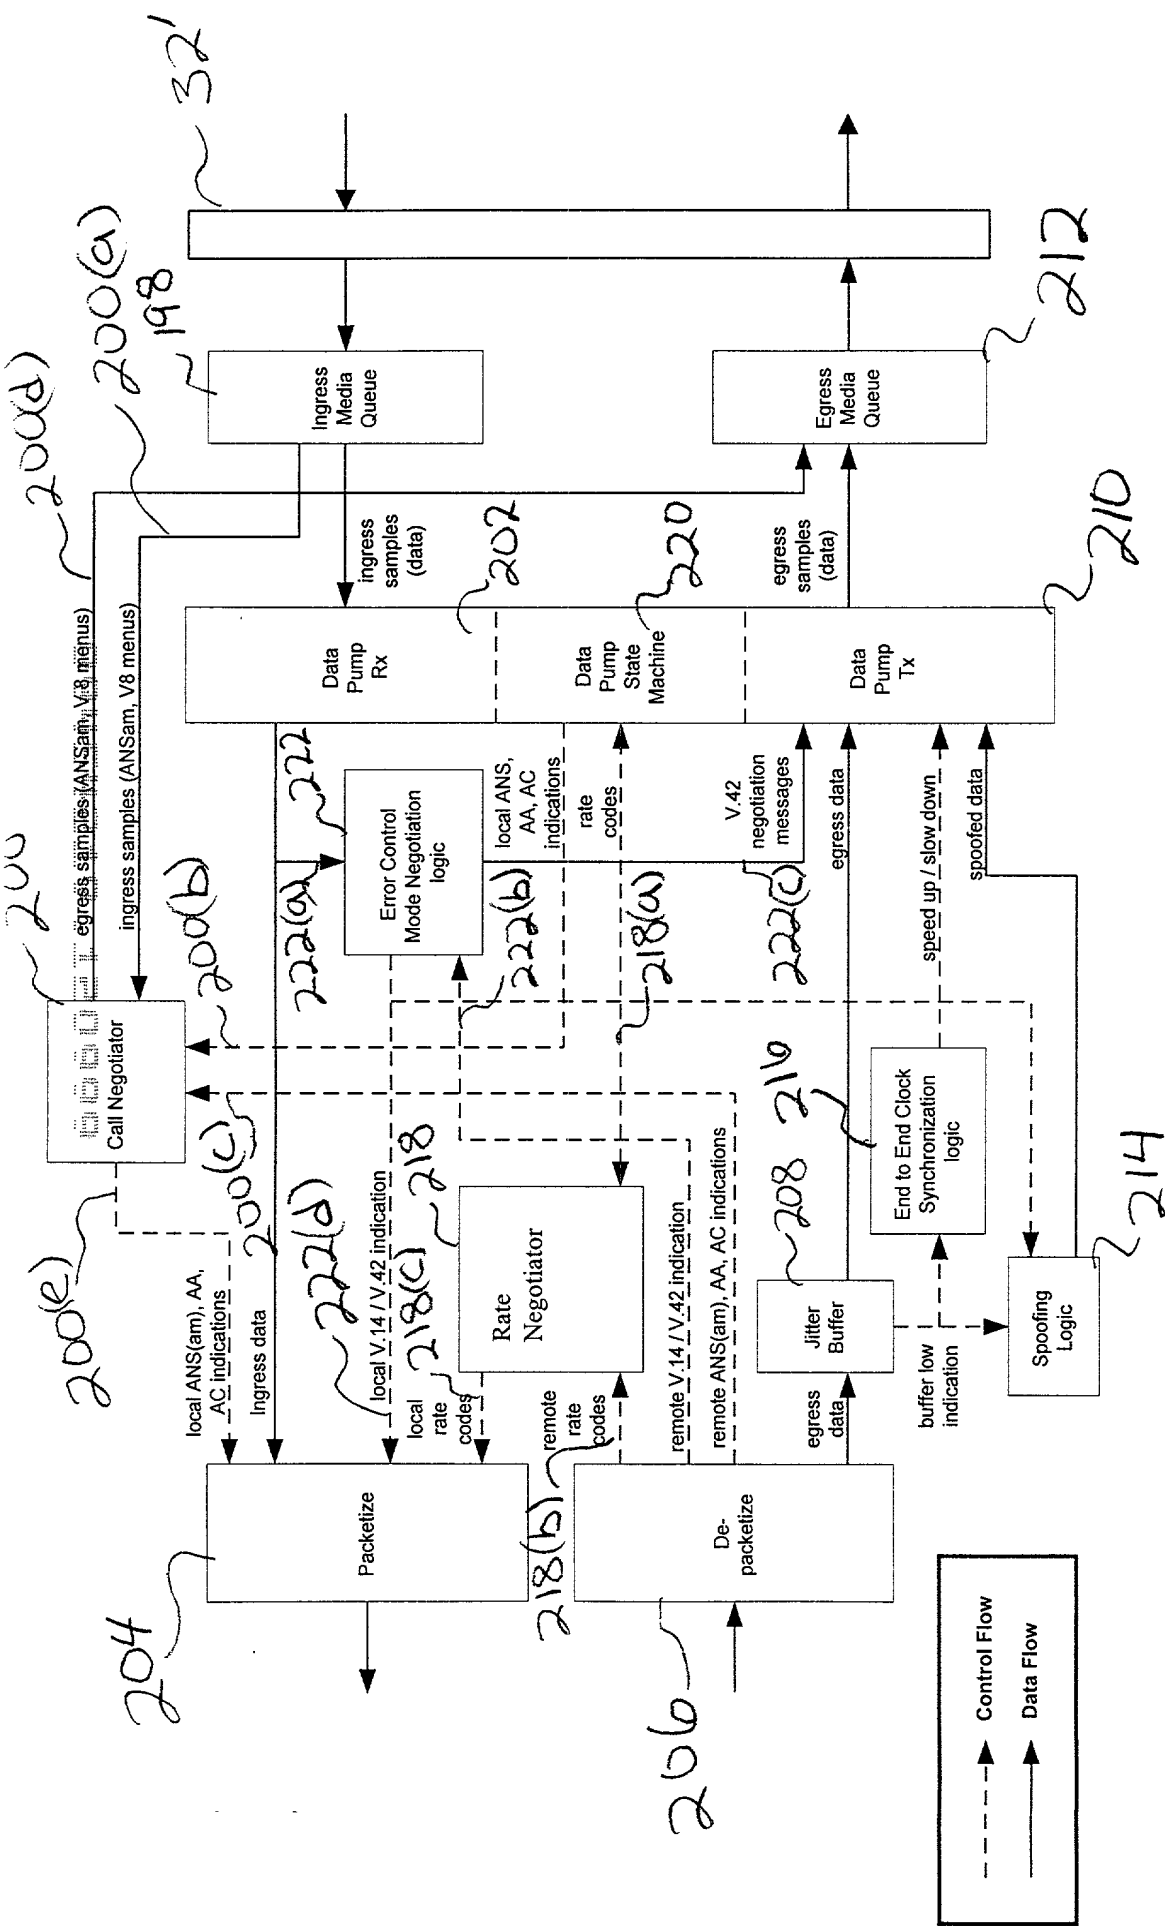 200(d)
200(a)
198
32'
200
egress samples (ANSam, V.8 menus)
ingress samples (ANSam, V8 menus)
200(b)
200(e)
Call Negotiator
200(c)
Ingress
Media
Queue
ingress
samples
(data)
202
Data
Pump
Rx
Data
Pump
State
Machine
220
Data
Pump
Tx
210
egress
samples
(data)
Egress
Media
Queue
212
222
222(a)
Error Control
Mode Negotiation
logic
local ANS,
AA, AC
indications
222(b)
rate
codes
218(a)
V.42
negotiation
messages
222(c)
egress data
speed up / slow down
spoofed data
local ANS(am), AA,
AC indications
Ingress data
222(d)
local V.14 / V.42 indication
218(c)
218
local
rate
codes
Rate
Negotiator
remote
rate
codes
218(b)
remote V.14 / V.42 indication
remote ANS(am), AA, AC indications
208
216
End to End Clock
Synchronization
logic
Jitter
Buffer
egress
data
buffer low
indication
Spoofing
Logic
214
204
Packetize
De-
packetize
206
Control Flow
Data Flow